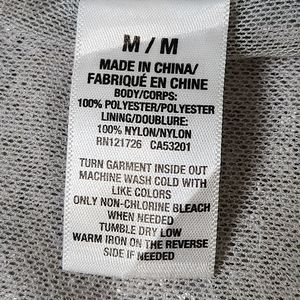 M / M
MADE IN CHINA/
FABRIQUÉ EN CHINE
BODY/CORPS:
100% POLYESTER/POLYESTER
LINING/DOUBLURE:
100% NYLON/NYLON
RN121726 CA53201
TURN GARMENT INSIDE OUT
MACHINE WASH COLD WITH
LIKE COLORS
ONLY NON-CHLORINE BLEACH
WHEN NEEDED
TUMBLE DRY LOW
WARM IRON ON THE REVERSE
SIDE IF NEEDED